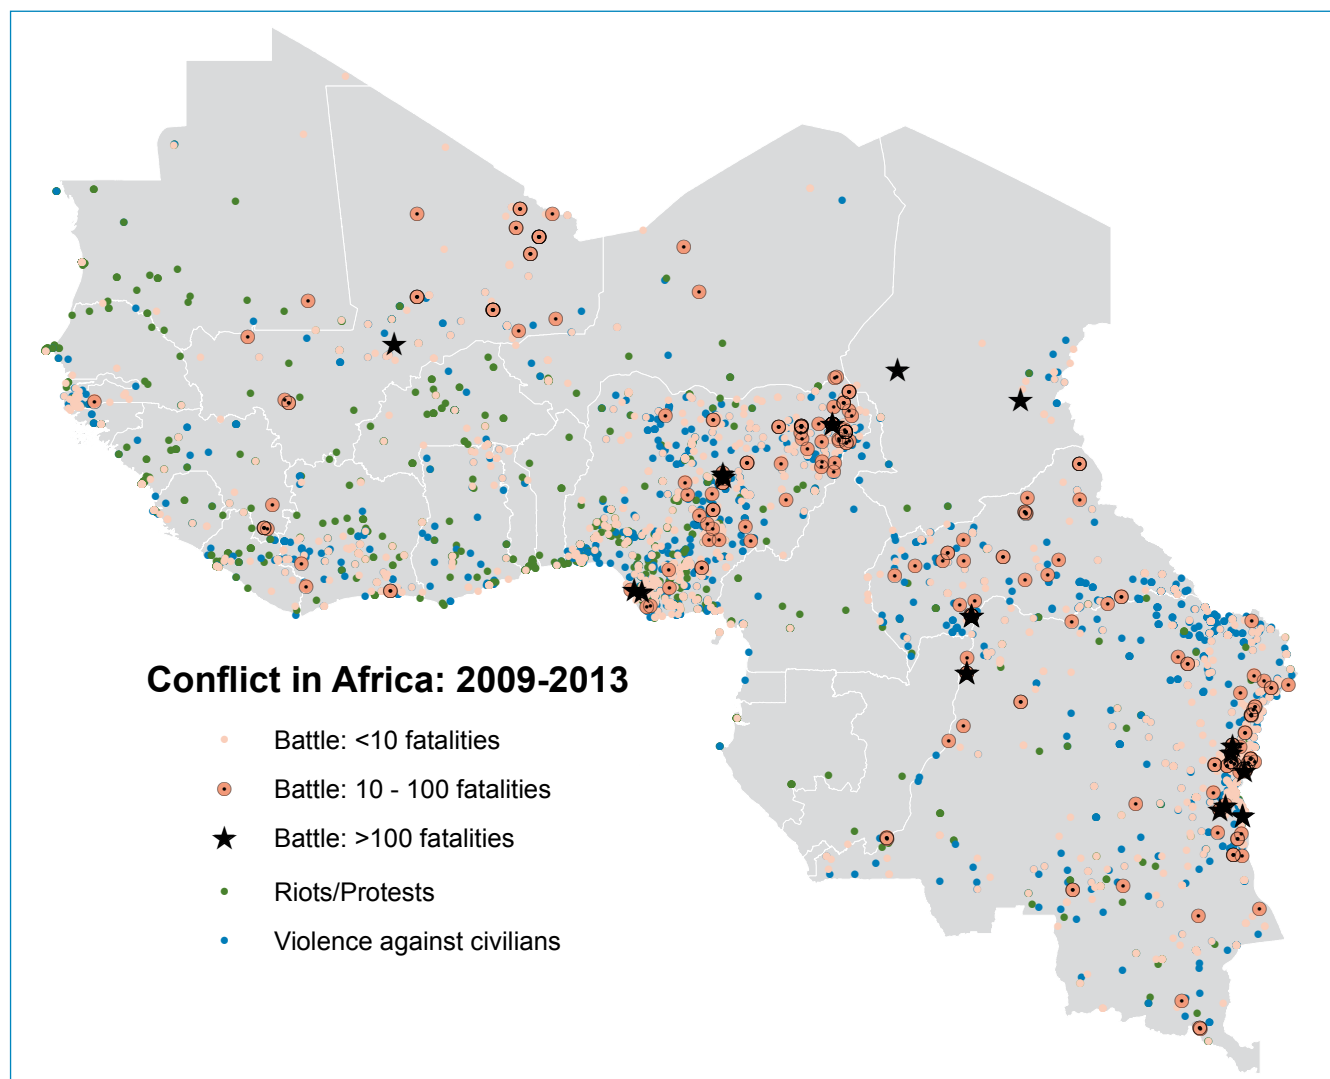 Conflict in Africa: 2009-2013
Battle: <10 fatalities
Battle: 10 - 100 fatalities
Battle: >100 fatalities
Riots/Protests
Violence against civilians